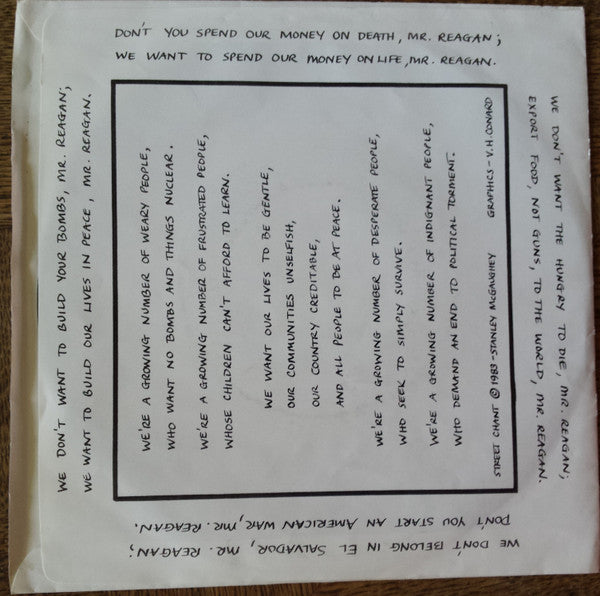 DON'T YOU SPEND OUR MONEY ON DEATH, MR. REAGAN;
WE WANT TO SPEND OUR MONEY ON LIFE, MR. REAGAN.
WE DON'T WANT THE HUNGRY TO DIE, MR. REAGAN;
EXPORT FOOD, NOT GUNS, TO THE WORLD, MR. REAGAN.
WE DON'T BELONG IN EL SALVADOR, MR. REAGAN;
DON'T YOU START AN AMERICAN WAR, MR. REAGAN.
WE DON'T WANT TO BUILD YOUR BOMBS, MR. REAGAN;
WE WANT TO BUILD OUR LIVES IN PEACE, MR. REAGAN.
WE'RE A GROWING NUMBER OF WEARY PEOPLE,
WHO WANT NO BOMBS AND THINGS NUCLEAR.
WE'RE A GROWING NUMBER OF FRUSTRATED PEOPLE,
WHOSE CHILDREN CAN'T AFFORD TO LEARN.
WE WANT OUR LIVES TO BE GENTLE,
OUR COMMUNITIES UNSELFISH,
OUR COUNTRY CREDITABLE,
AND ALL PEOPLE TO BE AT PEACE.
WE'RE A GROWING NUMBER OF DESPERATE PEOPLE,
WHO SEEK TO SIMPLY SURVIVE.
WE'RE A GROWING NUMBER OF INDIGNANT PEOPLE,
WHO DEMAND AN END TO POLITICAL TORMENT.
STREET CHANT © 1983 - STANLEY McGAUGHEY GRAPHICS - V.H. CONARD